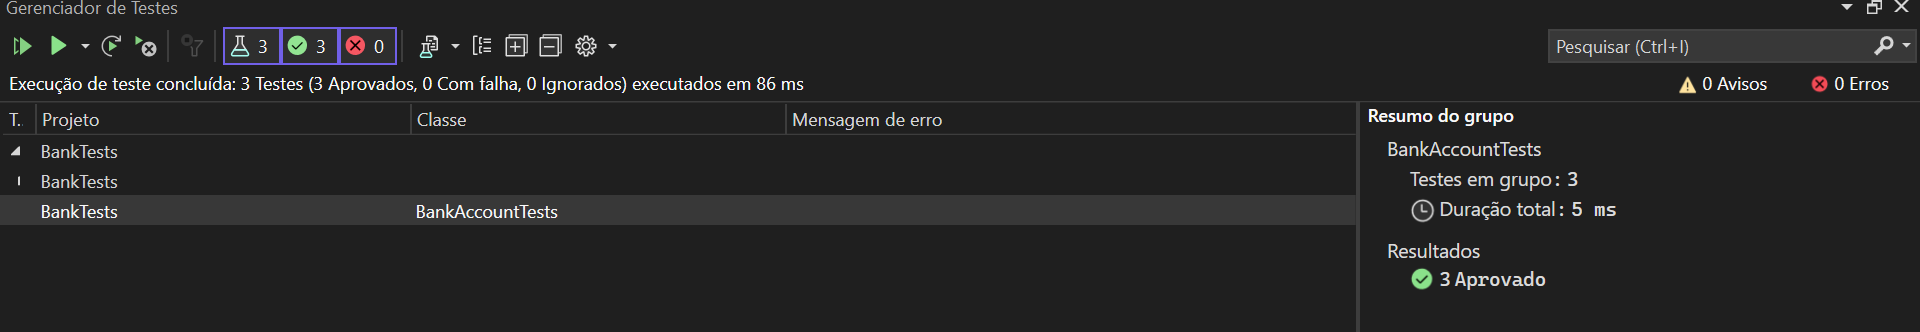 Gerenciador de Testes
3 3 0
Pesquisar (Ctrl+I)
Execução de teste concluída: 3 Testes (3 Aprovados, 0 Com falha, 0 Ignorados) executados em 86 ms
0 Avisos 0 Erros
T. Projeto Classe Mensagem de erro
BankTests
BankTests
BankTests BankAccountTests
Resumo do grupo
BankAccountTests
Testes em grupo: 3
Duração total: 5 ms
Resultados
3 Aprovado